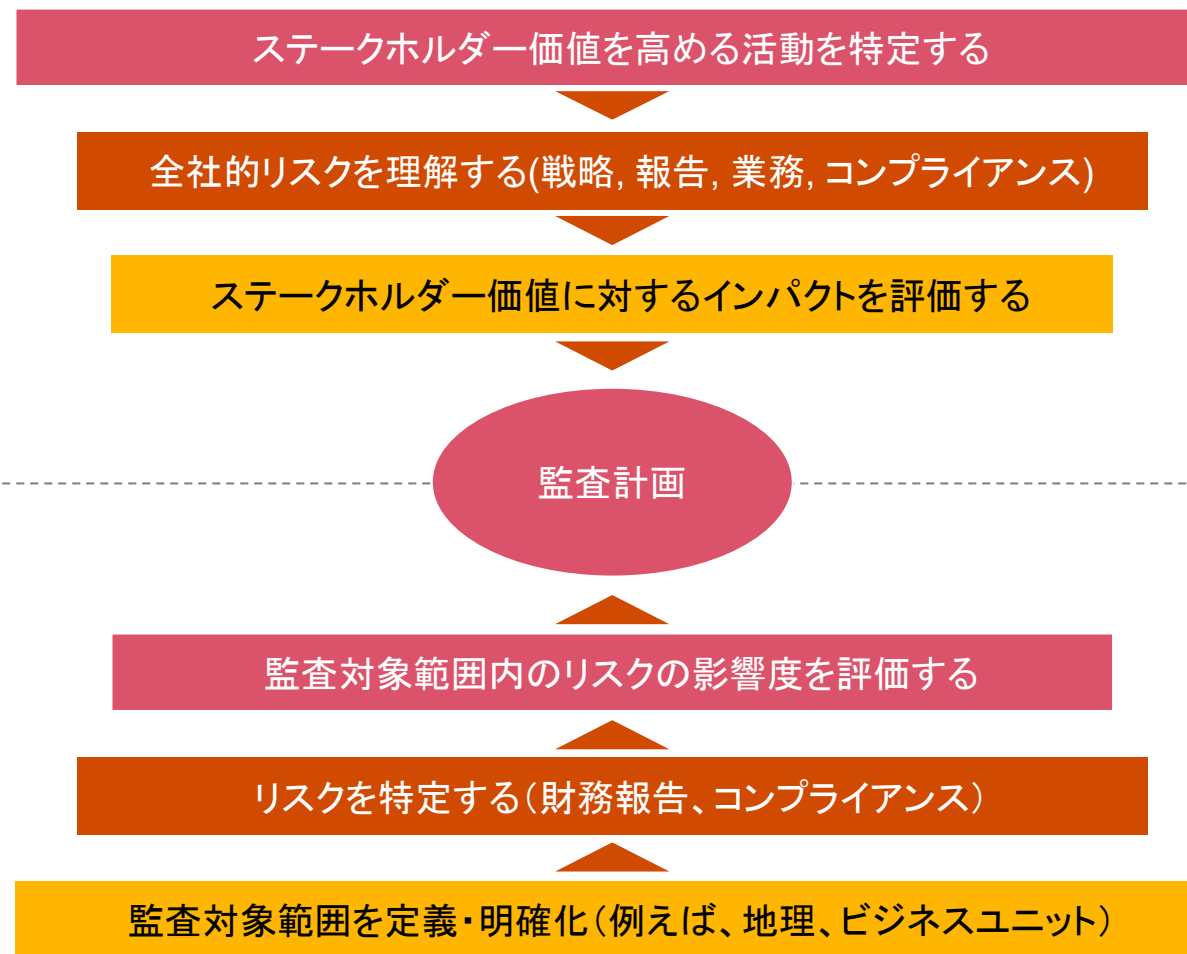 ステークホルダー価値を高める活動を特定する
全社的リスクを理解する(戦略, 報告, 業務, コンプライアンス)
ステークホルダー価値に対するインパクトを評価する
監査計画
監査対象範囲内のリスクの影響度を評価する
リスクを特定する（財務報告、コンプライアンス）
監査対象範囲を定義・明確化（例えば、地理、ビジネスユニット）